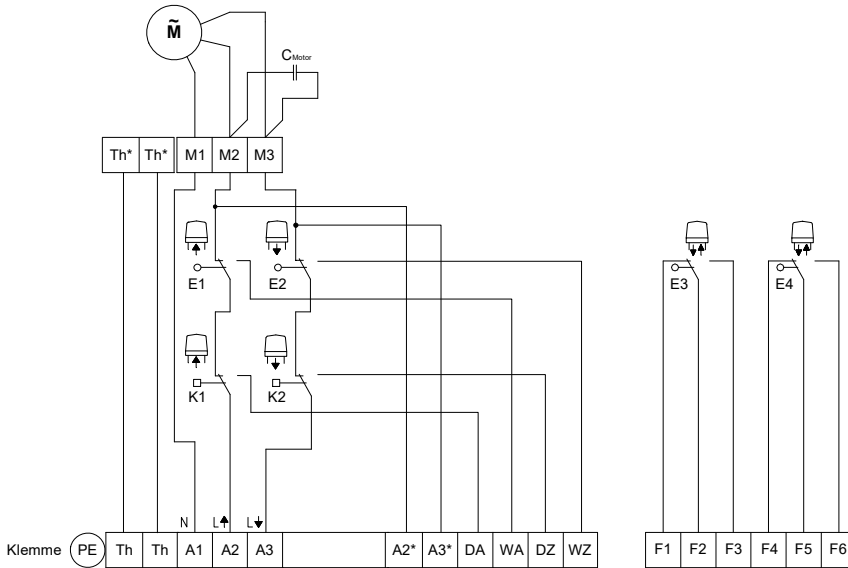 M̃
C Motor
Th* Th* M1 M2 M3
E1 E2 E3 E4
K1 K2
N L L
Klemme PE Th Th A1 A2 A3 A2* A3* DA WA DZ WZ F1 F2 F3 F4 F5 F6